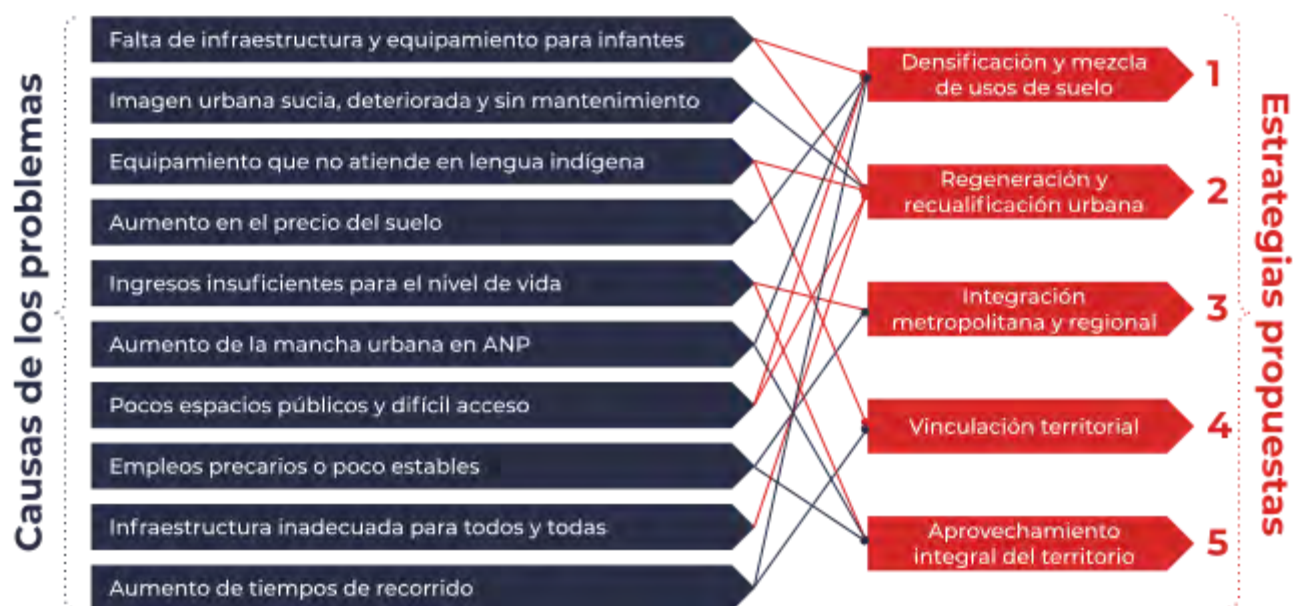 Causas de los problemas
Falta de infraestructura y equipamiento para infantes
Imagen urbana sucia, deteriorada y sin mantenimiento
Equipamiento que no atiende en lengua indígena
Aumento en el precio del suelo
Ingresos insuficientes para el nivel de vida
Aumento de la mancha urbana en ANP
Pocos espacios públicos y difícil acceso
Empleos precarios o poco estables
Infraestructura inadecuada para todos y todas
Aumento de tiempos de recorrido
Densificación y mezcla
de usos de suelo
1
Regeneración y
recualificación urbana
2
Integración
metropolitana y regional
3
Vinculación territorial
4
Aprovechamiento
integral del territorio
5
Estrategias propuestas